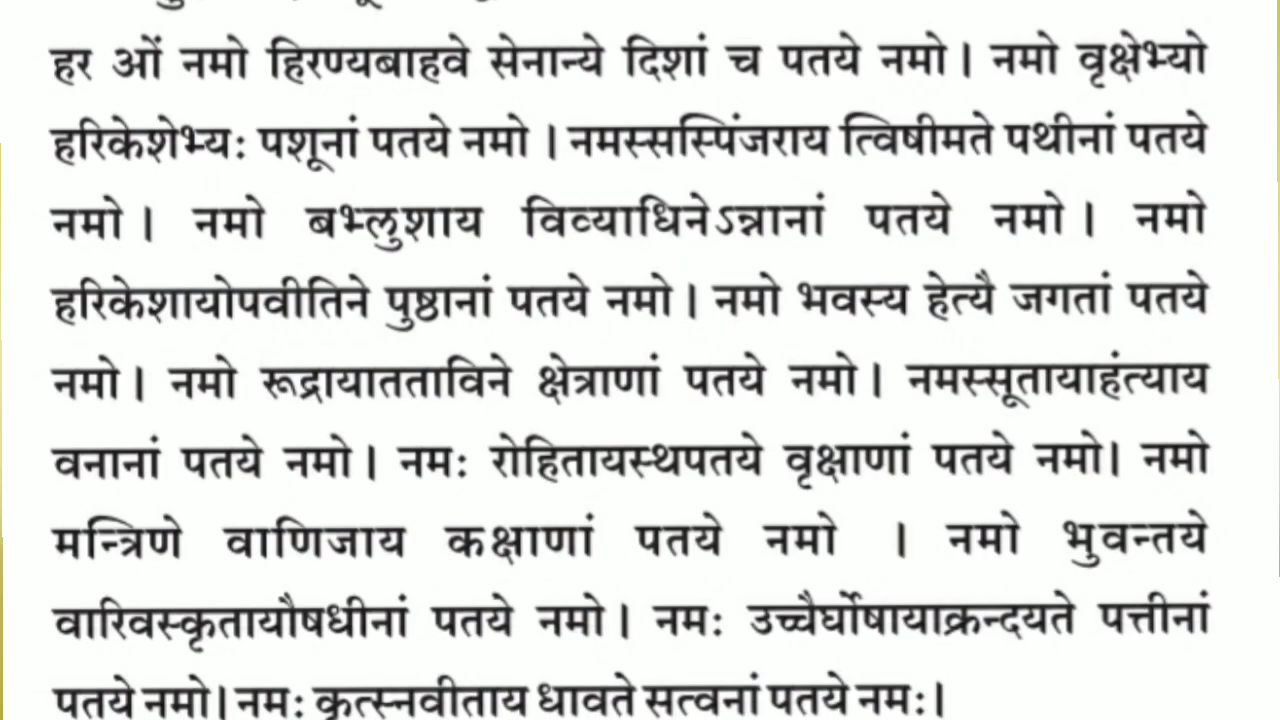 हर ओं नमो हिरण्यबाहवे सेनान्ये दिशां च पतये नमो। नमो वृक्षेभ्यो
हरिकेशेभ्यः पशूनां पतये नमो । नमस्सस्पिंजराय त्विषीमते पथीनां पतये
नमो। नमो बभ्लुशाय विव्याधिनेऽन्नानां पतये नमो। नमो
हरिकेशायोपवीतिने पुष्ठानां पतये नमो। नमो भवस्य हेत्यै जगतां पतये
नमो। नमो रूद्रायातताविने क्षेत्राणां पतये नमो। नमस्सूतायाहंत्याय
वनानां पतये नमो। नमः रोहितायस्थपतये वृक्षाणां पतये नमो। नमो
मन्त्रिणे वाणिजाय कक्षाणां पतये नमो । नमो भुवन्तये
वारिवस्कृतायौषधीनां पतये नमो। नमः उच्चैर्घोषायाक्रन्दयते पत्तीनां
पतये नमो। नमः कृत्स्नवीताय धावते सत्वनां पतये नमः।